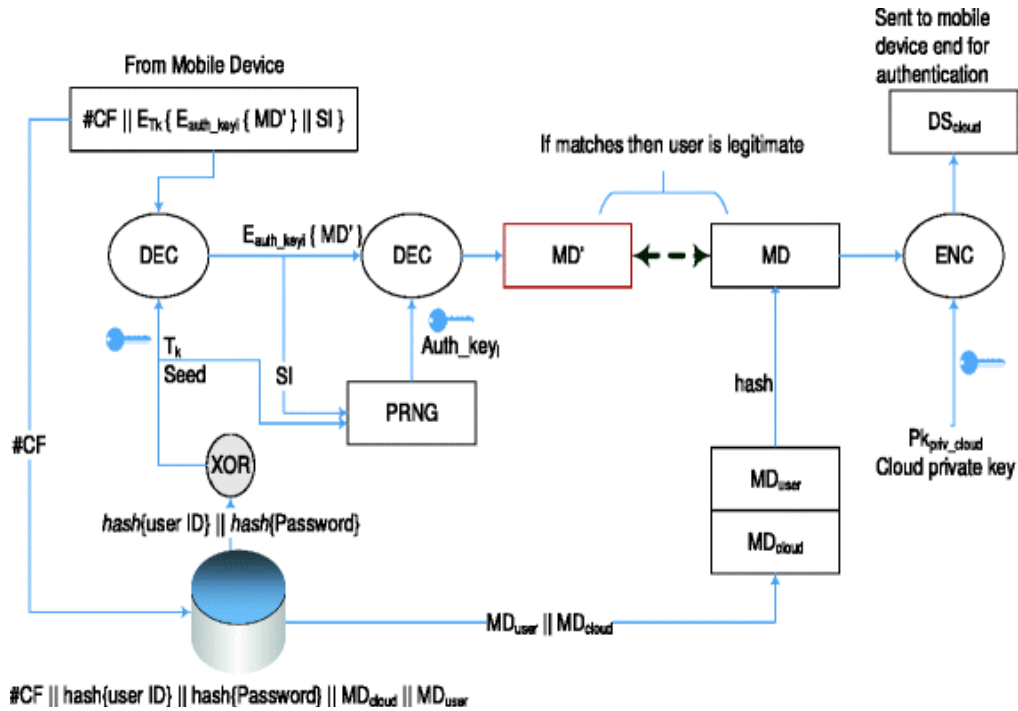 Sent to mobile
device end for
authentication
From Mobile Device
#CF || E_Tk { E_auth_keyi { MD' } || SI }
DS_cloud
If matches then user is legitimate
DEC
E_auth_keyi { MD' }
DEC
MD'
MD
ENC
T_k
Seed
SI
Auth_key_i
PRNG
hash
#CF
XOR
Pk_priv_cloud
Cloud private key
MD_user
hash{user ID} || hash{Password}
MD_cloud
MD_user || MD_cloud
#CF || hash{user ID} || hash{Password} || MD_cloud || MD_user